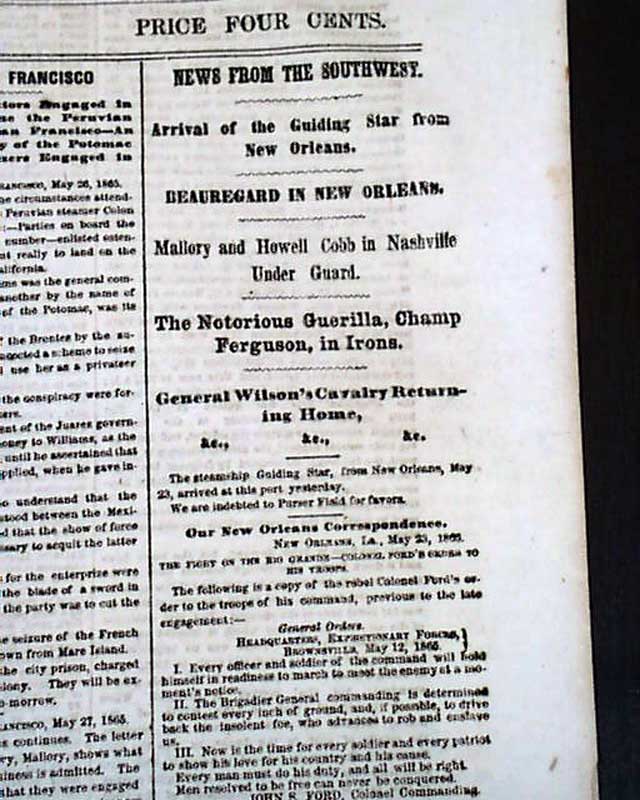 PRICE FOUR CENTS.
FRANCISCO
Engaged in
the Peruvian
Francisco—An
y of the Potomac
Engaged in
FRANCISCO, May 26, 1865.
circumstances attend-
Peruvian steamer Colon
:—Parties on board the
number—enlisted osten-
really to land on the
alifornia.
was the general com-
another by the name of
of the Potomac, was its
the Brontes by the
a scheme to seize
use her as a privateer
the conspiracy were for-
ent of the Juarez govern-
oney to Williams, as the
until he ascertained that
pplied, when he gave in-
understand that the
stood between the Mexi-
d that the show of force
ssary to acquit the latter
for the enterprise were
the blade of a sword in
the party was to cut the
seizure of the French
own from Mare Island.
the city prison, charged
They will be ex-
-morrow.
FRANCISCO, May 27, 1865.
continues. The letter
ry, Mallory, shows what
is admitted. The
that they were engaged
NEWS FROM THE SOUTHWEST.
Arrival of the Guiding Star from
New Orleans.
BEAUREGARD IN NEW ORLEANS.
Mallory and Howell Cobb in Nashville
Under Guard.
The Notorious Guerilla, Champ
Ferguson, in Irons.
General Wilson's Cavalry Return-
ing Home,
&c., &c., &c.
The steamship Guiding Star, from New Orleans, May
23, arrived at this port yesterday.
We are indebted to Purser Field for favors.
Our New Orleans Correspondence.
NEW ORLEANS, La., May 23, 1865.
THE FIGHT ON THE RIO GRANDE—COLONEL FORD'S ORDER TO
HIS TROOPS.
The following is a copy of the rebel Colonel Ford's or-
der to the troops of his command, previous to the late
engagement:—
General Orders.
HEADQUARTERS, EXPEDITIONARY FORCES, }
BROWNSVILLE, May 12, 1865.
I. Every officer and soldier of the command will hold
himself in readiness to march to meet the enemy at a mo-
ment's notice.
II. The Brigadier General commanding is determined
to contest every inch of ground, and, if possible, to drive
back the insolent foe, who advances to rob and enslave
us.
III. Now is the time for every soldier and every patriot
to show his love for his country and his cause.
Every man must do his duty, and all will be right.
Men resolved to be free can never be conquered.
JOHN S. FORD, Colonel Commanding.